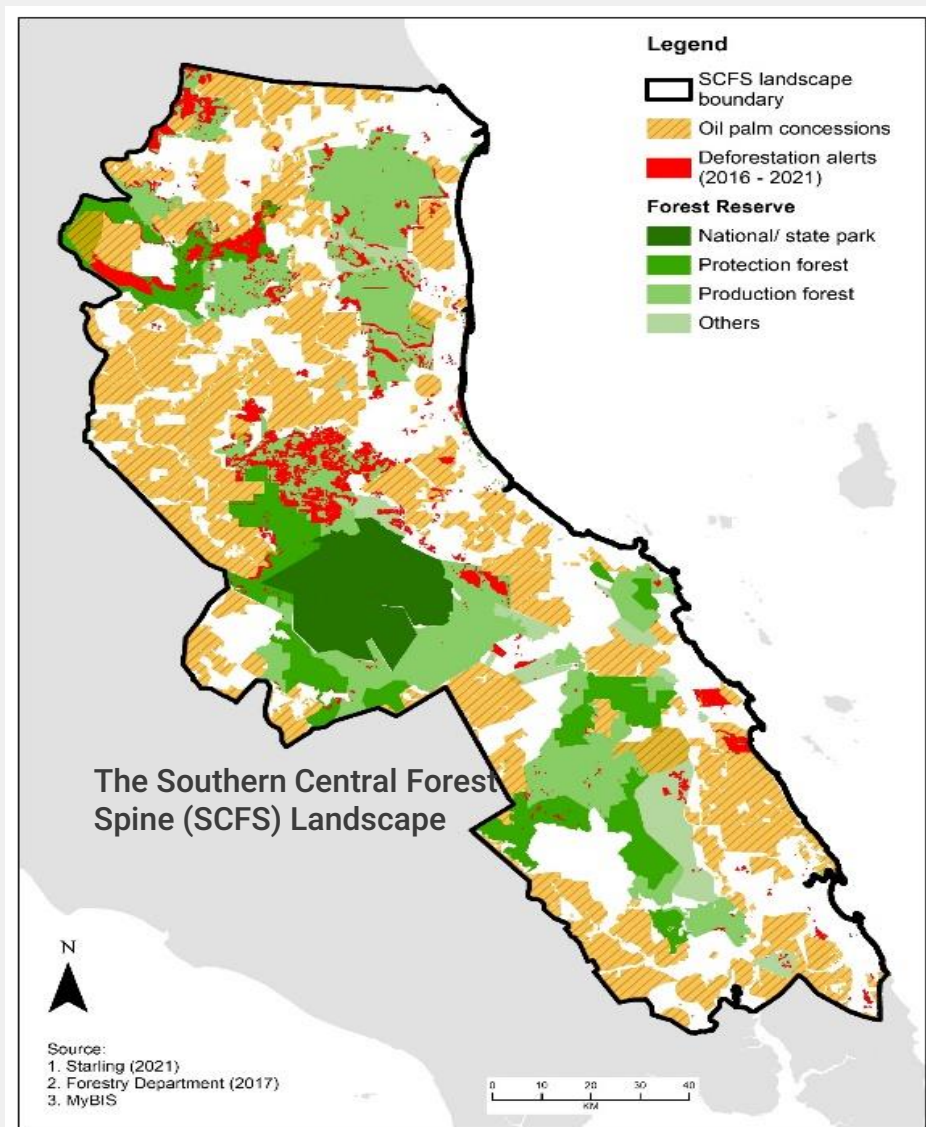 Legend
SCFS landscape
boundary
Oil palm concessions
Deforestation alerts
(2016 - 2021)
Forest Reserve
National/ state park
Protection forest
Production forest
Others
The Southern Central Forest
Spine (SCFS) Landscape
N
Source:
1. Starling (2021)
2. Forestry Department (2017)
3. MyBIS
0 10 20 30 40
KM